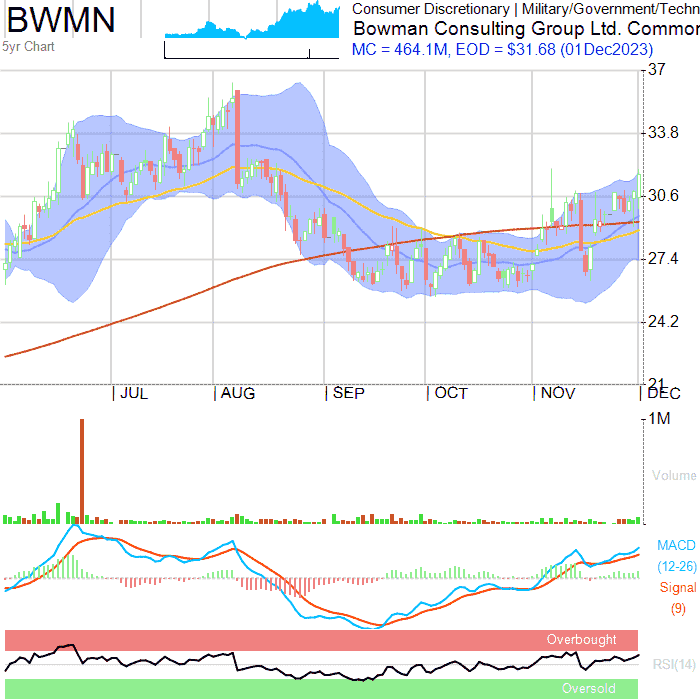 BWMN
5yr Chart
Consumer Discretionary | Military/Government/Techn
Bowman Consulting Group Ltd. Common
MC = 464.1M, EOD = $31.68 (01Dec2023)
37
33.8
30.6
27.4
24.2
21
JUL
AUG
SEP
OCT
NOV
DEC
1M
Volume
MACD
(12-26)
Signal
(9)
Overbought
RSI(14)
Oversold